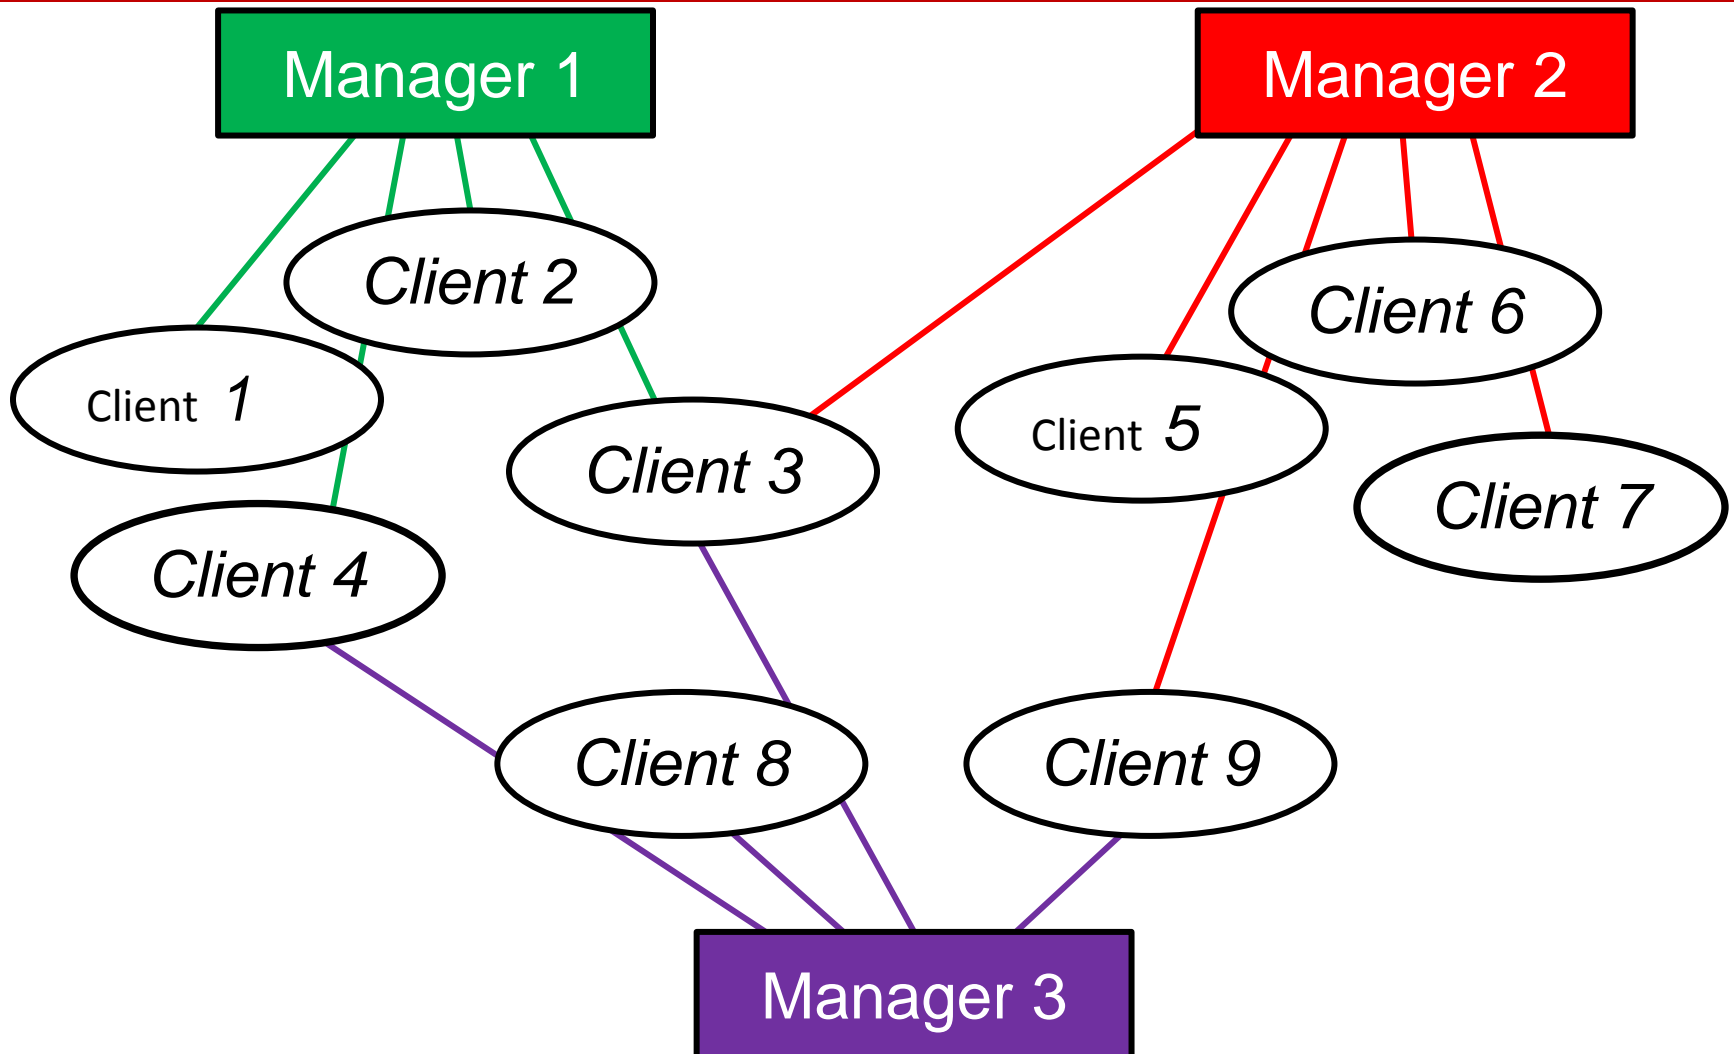 Manager 1
Manager 2
Client 2
Client 6
Client 1
Client 5
Client 3
Client 7
Client 4
Client 8
Client 9
Manager 3